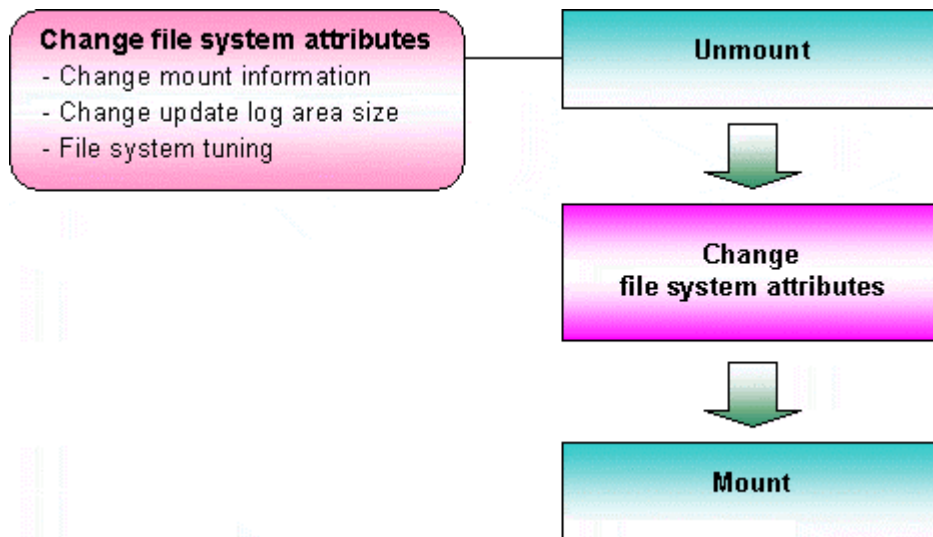 Change file system attributes
- Change mount information
- Change update log area size
- File system tuning
Unmount
Change
file system attributes
Mount